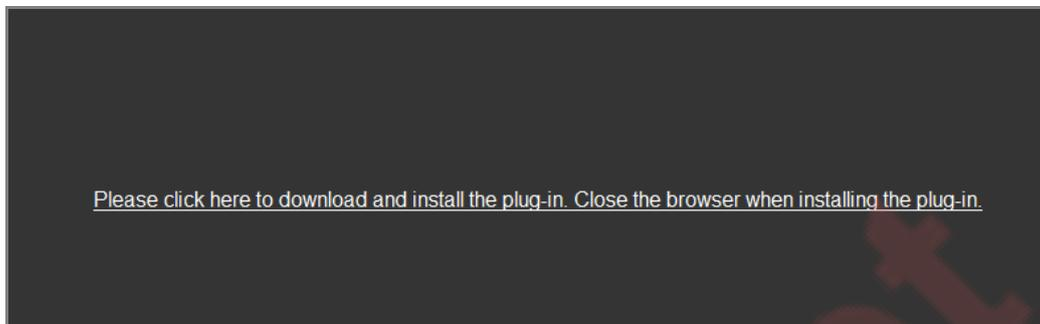 Please click here to download and install the plug-in. Close the browser when installing the plug-in.